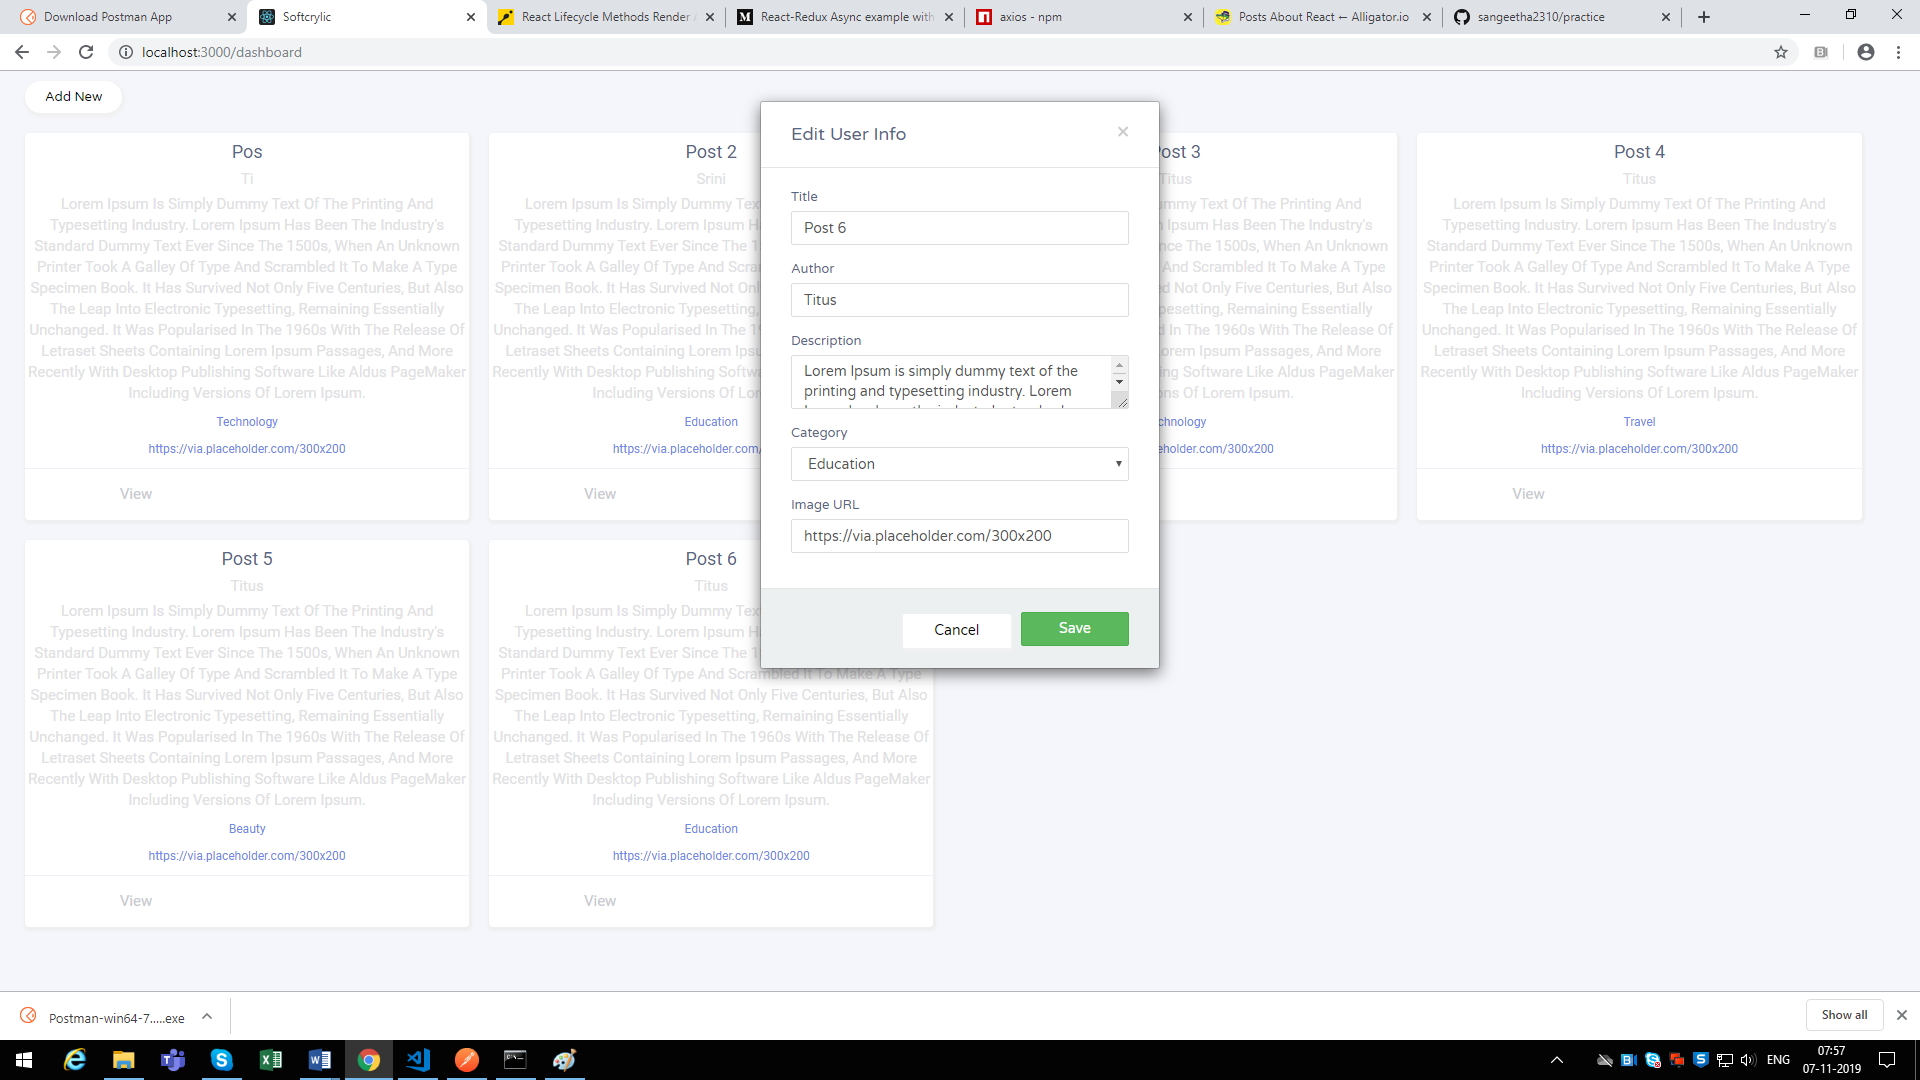 Download Postman App
Softcrylic
React Lifecycle Methods Render
React-Redux Async example with
axios - npm
Posts About React ← Alligator.io
sangeetha2310/practice
localhost:3000/dashboard
Add New
Pos
Ti
Lorem Ipsum Is Simply Dummy Text Of The Printing And
Typesetting Industry. Lorem Ipsum Has Been The Industry's
Standard Dummy Text Ever Since The 1500s, When An Unknown
Printer Took A Galley Of Type And Scrambled It To Make A Type
Specimen Book. It Has Survived Not Only Five Centuries, But Also
The Leap Into Electronic Typesetting, Remaining Essentially
Unchanged. It Was Popularised In The 1960s With The Release Of
Letraset Sheets Containing Lorem Ipsum Passages, And More
Recently With Desktop Publishing Software Like Aldus PageMaker
Including Versions Of Lorem Ipsum.
Technology
https://via.placeholder.com/300x200
View
Post 2
Srini
Lorem Ipsum Is Simply Dummy Tex
Typesetting Industry. Lorem Ipsum H
Standard Dummy Text Ever Since The 1
Printer Took A Galley Of Type And Scra
Specimen Book. It Has Survived Not Onl
The Leap Into Electronic Typesetting,
Unchanged. It Was Popularised In The
Letraset Sheets Containing Lorem Ipsu
Recently With Desktop Publishing Softw
Including Versions Of Lore
Education
https://via.placeholder.com/
View
ost 3
Titus
mmy Text Of The Printing And
Ipsum Has Been The Industry's
ce The 1500s, When An Unknown
And Scrambled It To Make A Type
Not Only Five Centuries, But Also
esetting, Remaining Essentially
d In The 1960s With The Release Of
orem Ipsum Passages, And More
ng Software Like Aldus PageMaker
s Of Lorem Ipsum.
chnology
eholder.com/300x200
Post 4
Titus
Lorem Ipsum Is Simply Dummy Text Of The Printing And
Typesetting Industry. Lorem Ipsum Has Been The Industry's
Standard Dummy Text Ever Since The 1500s, When An Unknown
Printer Took A Galley Of Type And Scrambled It To Make A Type
Specimen Book. It Has Survived Not Only Five Centuries, But Also
The Leap Into Electronic Typesetting, Remaining Essentially
Unchanged. It Was Popularised In The 1960s With The Release Of
Letraset Sheets Containing Lorem Ipsum Passages, And More
Recently With Desktop Publishing Software Like Aldus PageMaker
Including Versions Of Lorem Ipsum.
Travel
https://via.placeholder.com/300x200
View
Edit User Info
×
Title
Post 6
Author
Titus
Description
Lorem Ipsum is simply dummy text of the
printing and typesetting industry. Lorem
Category
Education
Image URL
https://via.placeholder.com/300x200
Cancel
Save
Post 5
Titus
Lorem Ipsum Is Simply Dummy Text Of The Printing And
Typesetting Industry. Lorem Ipsum Has Been The Industry's
Standard Dummy Text Ever Since The 1500s, When An Unknown
Printer Took A Galley Of Type And Scrambled It To Make A Type
Specimen Book. It Has Survived Not Only Five Centuries, But Also
The Leap Into Electronic Typesetting, Remaining Essentially
Unchanged. It Was Popularised In The 1960s With The Release Of
Letraset Sheets Containing Lorem Ipsum Passages, And More
Recently With Desktop Publishing Software Like Aldus PageMaker
Including Versions Of Lorem Ipsum.
Beauty
https://via.placeholder.com/300x200
View
Post 6
Titus
Lorem Ipsum Is Simply Dummy Tex
Typesetting Industry. Lorem Ipsum H
Standard Dummy Text Ever Since The 1
Printer Took A Galley Of Type And Scrambled It To Make A Type
Specimen Book. It Has Survived Not Only Five Centuries, But Also
The Leap Into Electronic Typesetting, Remaining Essentially
Unchanged. It Was Popularised In The 1960s With The Release Of
Letraset Sheets Containing Lorem Ipsum Passages, And More
Recently With Desktop Publishing Software Like Aldus PageMaker
Including Versions Of Lorem Ipsum.
Education
https://via.placeholder.com/300x200
View
Postman-win64-7.....exe
Show all
ENG
07:57
07-11-2019